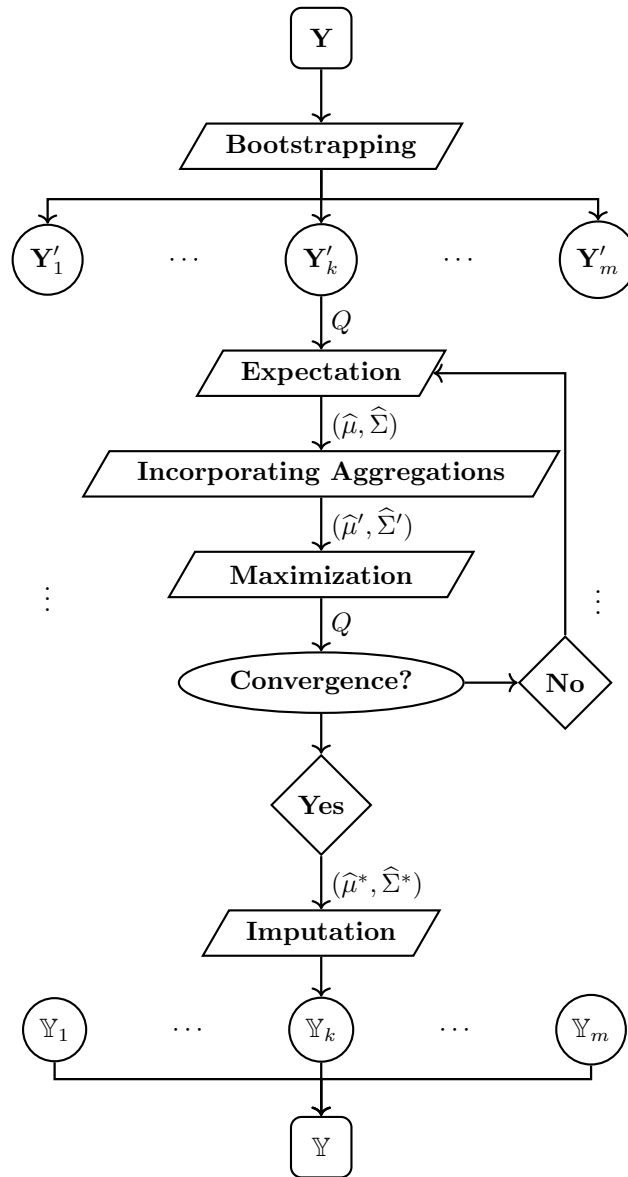 Y
Bootstrapping
Y′₁ ⋯ Y′ₖ ⋯ Y′ₘ
Q
Expectation
(μ̂, Σ̂)
Incorporating Aggregations
(μ̂′, Σ̂′)
Maximization
⋮ ⋮
Q
Convergence? No
Yes
(μ̂*, Σ̂*)
Imputation
𝕐₁ ⋯ 𝕐ₖ ⋯ 𝕐ₘ
𝕐